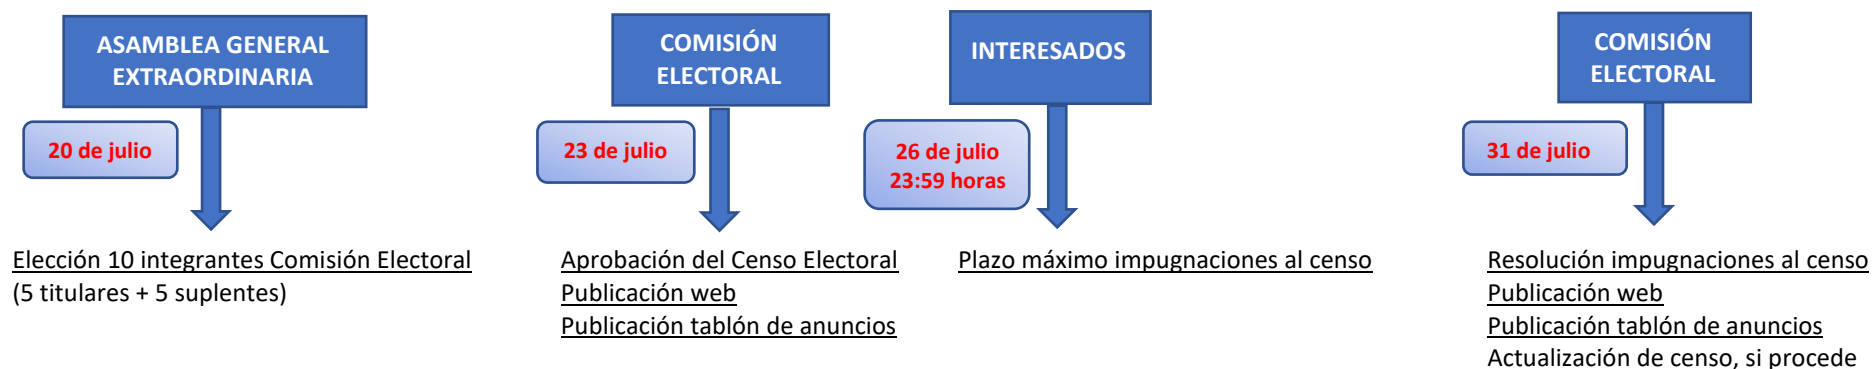 ASAMBLEA GENERAL
EXTRAORDINARIA
20 de julio
Elección 10 integrantes Comisión Electoral
(5 titulares + 5 suplentes)
COMISIÓN
ELECTORAL
23 de julio
Aprobación del Censo Electoral
Publicación web
Publicación tablón de anuncios
INTERESADOS
26 de julio
23:59 horas
Plazo máximo impugnaciones al censo
COMISIÓN
ELECTORAL
31 de julio
Resolución impugnaciones al censo
Publicación web
Publicación tablón de anuncios
Actualización de censo, si procede